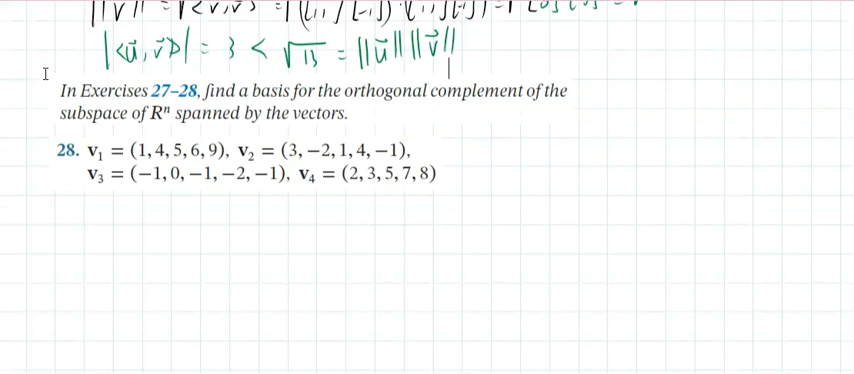 |<u⃗, v⃗>| = 3 < √13 = ||u⃗|| ||v⃗||
In Exercises 27–28, find a basis for the orthogonal complement of the
subspace of Rⁿ spanned by the vectors.
28. v₁ = (1, 4, 5, 6, 9), v₂ = (3, −2, 1, 4, −1),
v₃ = (−1, 0, −1, −2, −1), v₄ = (2, 3, 5, 7, 8)